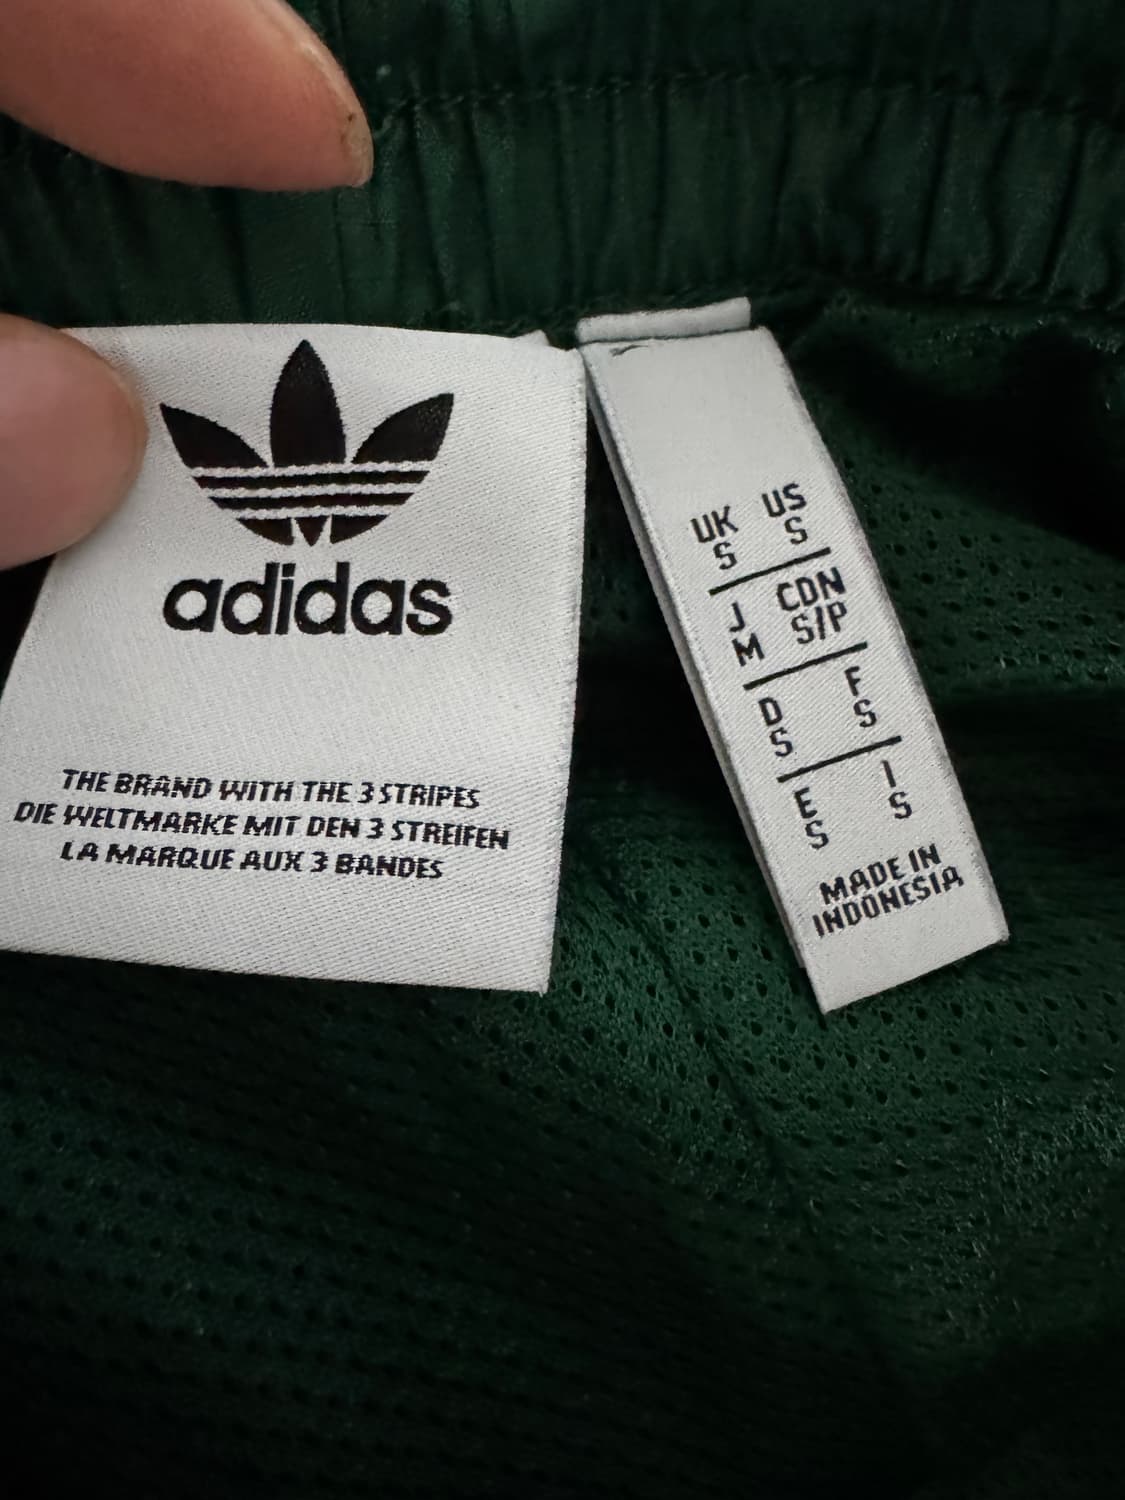 adidas
THE BRAND WITH THE 3 STRIPES
DIE WELTMARKE MIT DEN 3 STREIFEN
LA MARQUE AUX 3 BANDES
UK US
S S
J CDN
M S/P
D F
S S
E I
S S
MADE IN
INDONESIA